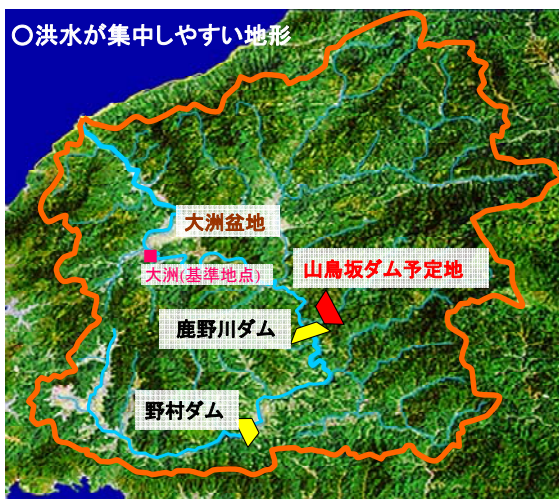 〇洪水が集中しやすい地形
大洲盆地
大洲(基準地点)
山鳥坂ダム予定地
鹿野川ダム
野村ダム